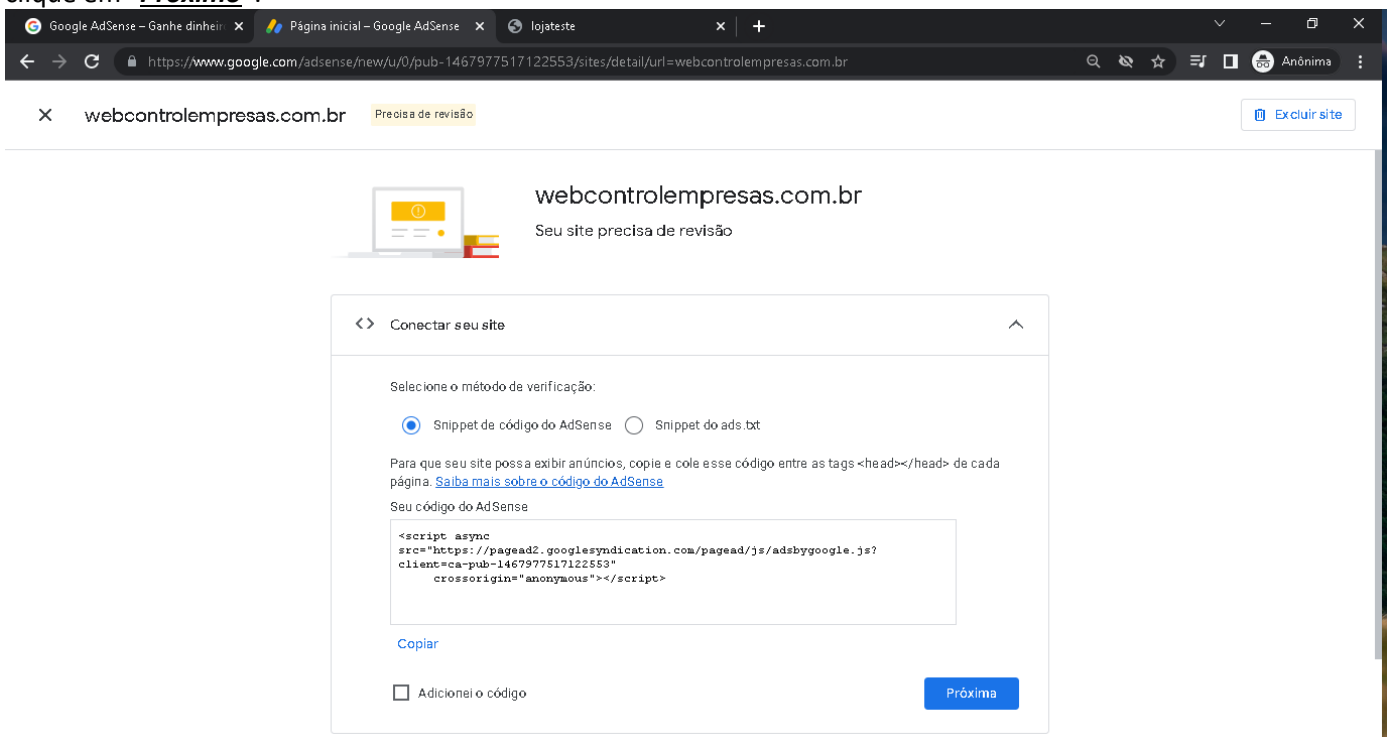 clique em "Próximo".
Google AdSense – Ganhe dinheir
Página inicial – Google AdSense
lojateste
https://www.google.com/adsense/new/u/0/pub-1467977517122553/sites/detail/url=webcontrolempresas.com.br
Anônima
webcontrolempresas.com.br
Precisa de revisão
Excluir site
webcontrolempresas.com.br
Seu site precisa de revisão
<> Conectar seu site
Selecione o método de verificação:
Snippet de código do AdSense
Snippet do ads.txt
Para que seu site possa exibir anúncios, copie e cole esse código entre as tags <head></head> de cada
página. Saiba mais sobre o código do AdSense
Seu código do AdSense
<script async
src="https://pagead2.googlesyndication.com/pagead/js/adsbygoogle.js?
client=ca-pub-1467977517122553"
crossorigin="anonymous"></script>
Copiar
Adicionei o código
Próxima